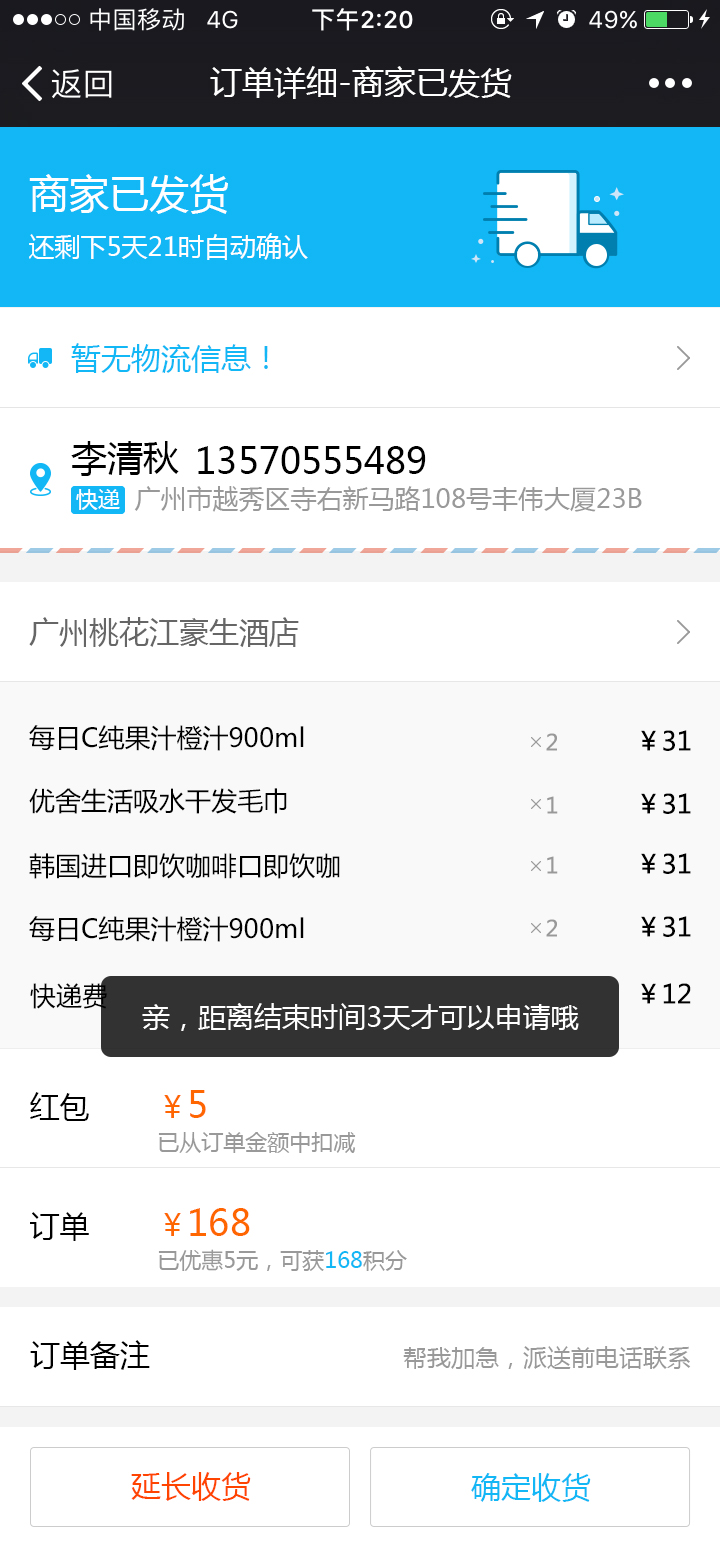 中国移动 4G 下午2:20 49%
返回 订单详细-商家已发货
商家已发货
还剩下5天21时自动确认
暂无物流信息！
李清秋 13570555489
快递 广州市越秀区寺右新马路108号丰伟大厦23B
广州桃花江豪生酒店
每日C纯果汁橙汁900ml ×2 ¥31
优舍生活吸水干发毛巾 ×1 ¥31
韩国进口即饮咖啡口即饮咖 ×1 ¥31
每日C纯果汁橙汁900ml ×2 ¥31
快递费 ¥12
亲，距离结束时间3天才可以申请哦
红包 ¥5
已从订单金额中扣减
订单 ¥168
已优惠5元，可获168积分
订单备注 帮我加急，派送前电话联系
延长收货 确定收货